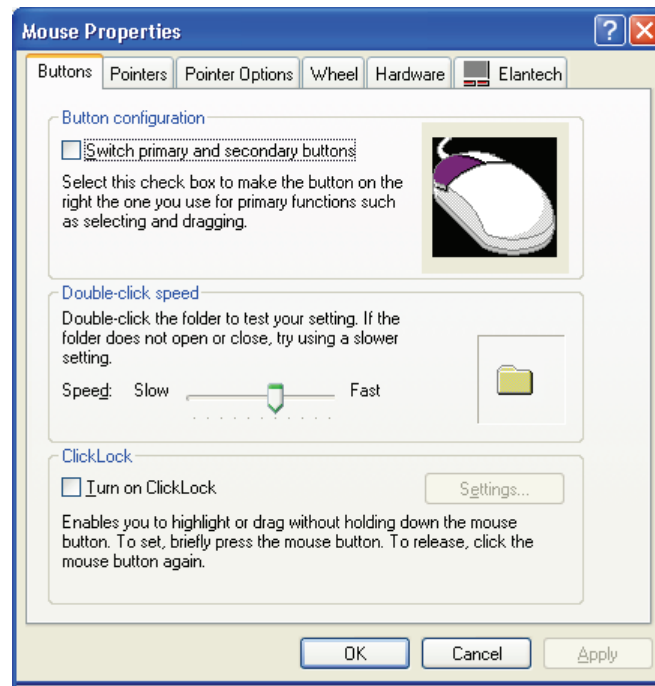 Mouse Properties
Buttons Pointers Pointer Options Wheel Hardware Elantech
Button configuration
Switch primary and secondary buttons
Select this check box to make the button on the
right the one you use for primary functions such
as selecting and dragging.
Double-click speed
Double-click the folder to test your setting. If the
folder does not open or close, try using a slower
setting.
Speed: Slow Fast
ClickLock
Turn on ClickLock Settings...
Enables you to highlight or drag without holding down the mouse
button. To set, briefly press the mouse button. To release, click the
mouse button again.
OK Cancel Apply